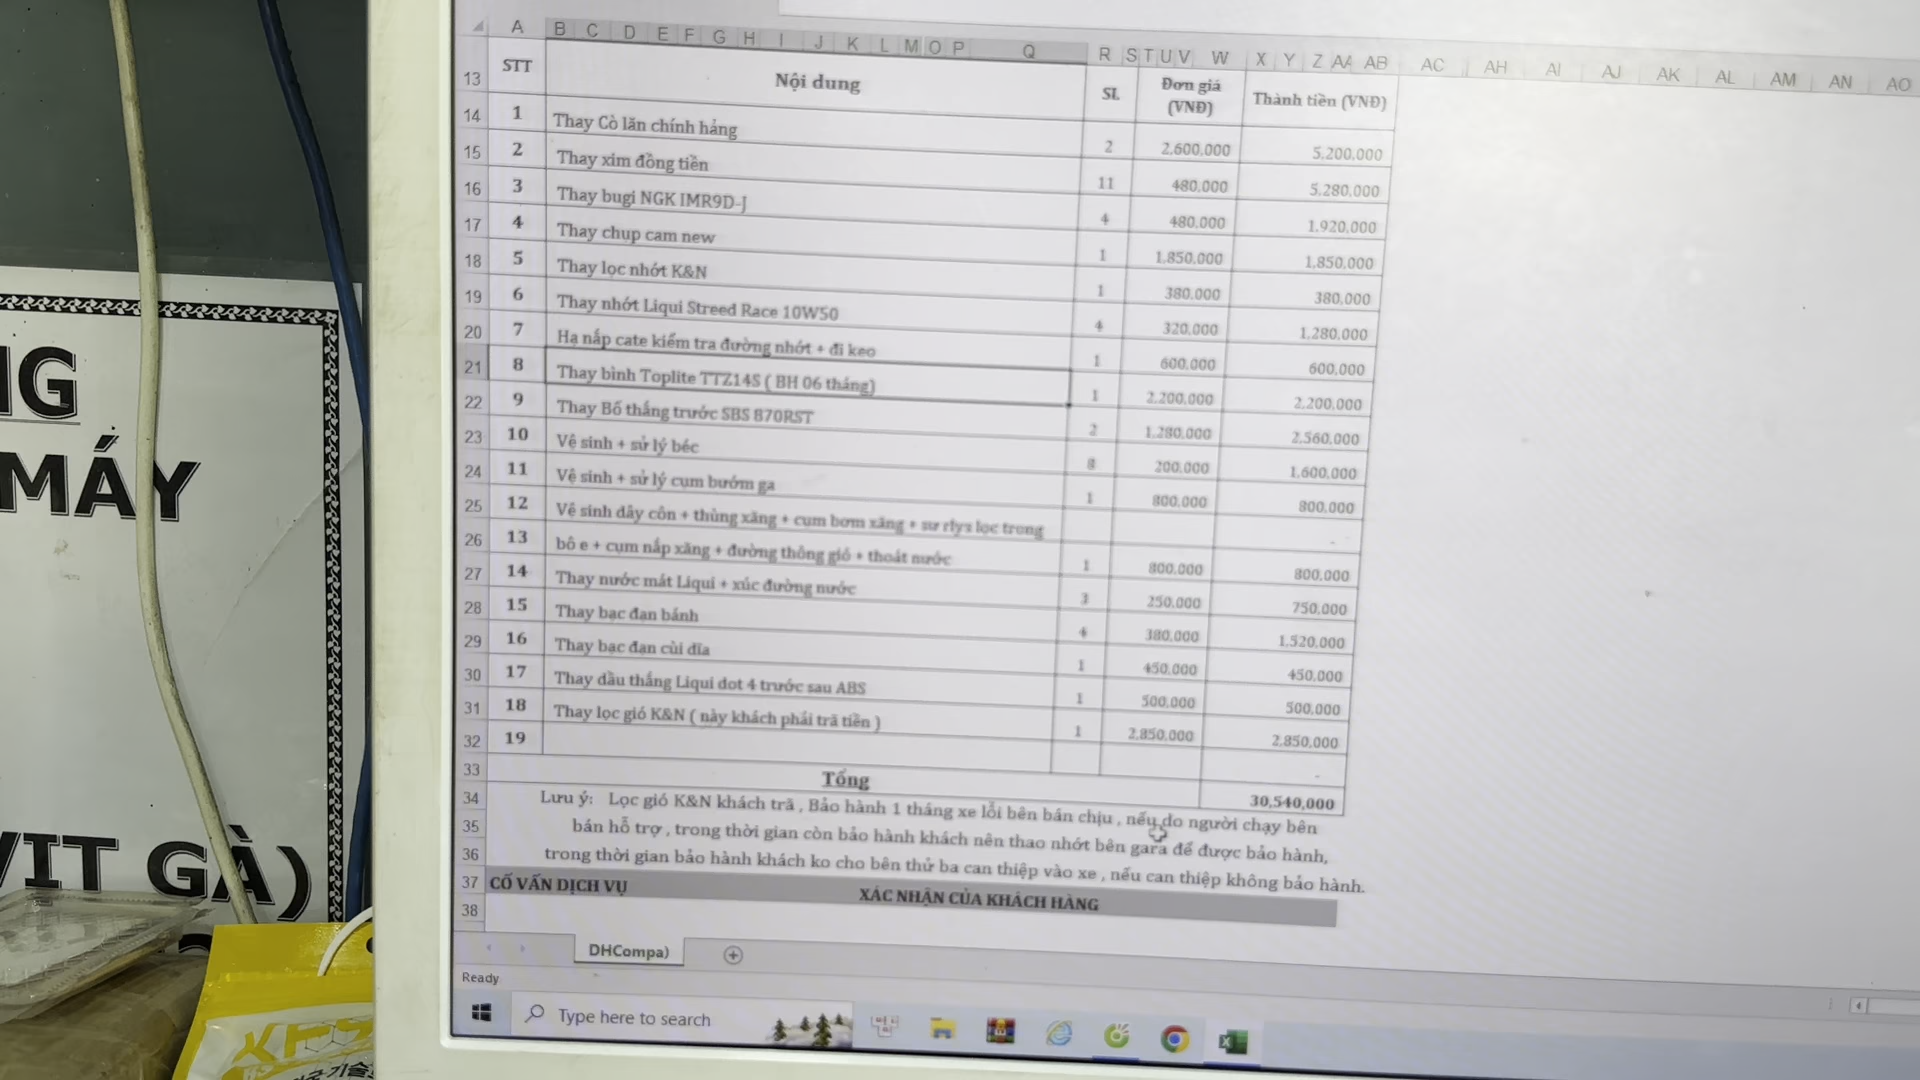 A B C D E F G H I J K L M O P Q R S T U V W X Y Z AA AB AC AH AI AJ AK AL AM AN AO
13 STT Nội dung SL Đơn giá (VNĐ) Thành tiền (VNĐ)
14 1 Thay Cò lăn chính hảng 2 2.600.000 5.200.000
15 2 Thay xim đồng tiền 11 480.000 5.280.000
16 3 Thay bugi NGK IMR9D-J 4 480.000 1.920.000
17 4 Thay chụp cam new 1 1.850.000 1.850.000
18 5 Thay lọc nhớt K&N 1 380.000 380.000
19 6 Thay nhớt Liqui Streed Race 10W50 4 320.000 1.280.000
20 7 Hạ nắp cate kiểm tra đường nhớt + đi keo 1 600.000 600.000
21 8 Thay bình Toplite TTZ14S ( BH 06 tháng) 1 2.200.000 2.200.000
22 9 Thay Bố thắng trước SBS 870RST 2 1.280.000 2.560.000
23 10 Vệ sinh + sử lý béc 8 200.000 1.600.000
24 11 Vệ sinh + sử lý cụm bướm ga 1 800.000 800.000
25 12 Vê sinh dây côn + thùng xăng + cụm bơm xăng + sư rlys lọc trong -
26 13 bô e + cụm nắp xăng + đường thông gió + thoát nước 1 800.000 800.000
27 14 Thay nước mát Liqui + xúc đường nước 3 250.000 750.000
28 15 Thay bạc đạn bánh 4 380.000 1.520.000
29 16 Thay bạc đạn cùi dĩa 1 450.000 450.000
30 17 Thay dầu thắng Liqui dot 4 trước sau ABS 1 500.000 500.000
31 18 Thay lọc gió K&N ( này khách phải trã tiền ) 1 2.850.000 2.850.000
32 19 -
33 Tổng 30,540,000
34 Lưu ý: Lọc gió K&N khách trã , Bảo hành 1 tháng xe lỗi bên bán chịu , nếu do người chạy bên
35 bán hỗ trợ , trong thời gian còn bảo hành khách nên thao nhớt bên gara để được bảo hành,
36 trong thời gian bảo hành khách ko cho bên thứ ba can thiệp vào xe , nếu can thiệp không bảo hành.
37 CỐ VẤN DỊCH VỤ XÁC NHẬN CỦA KHÁCH HÀNG
38
DHCompa)
Ready
Type here to search
NG
MÁY
VIT GÀ)